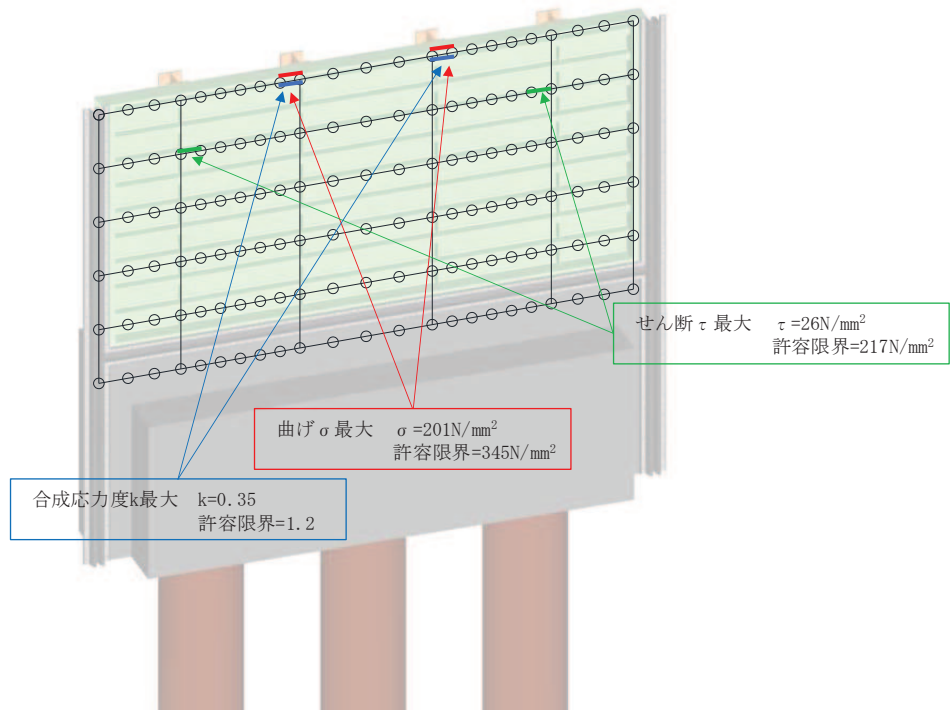 せん断τ最大　τ=26N/mm²
許容限界=217N/mm²
曲げσ最大　σ=201N/mm²
許容限界=345N/mm²
合成応力度k最大　k=0.35
許容限界=1.2